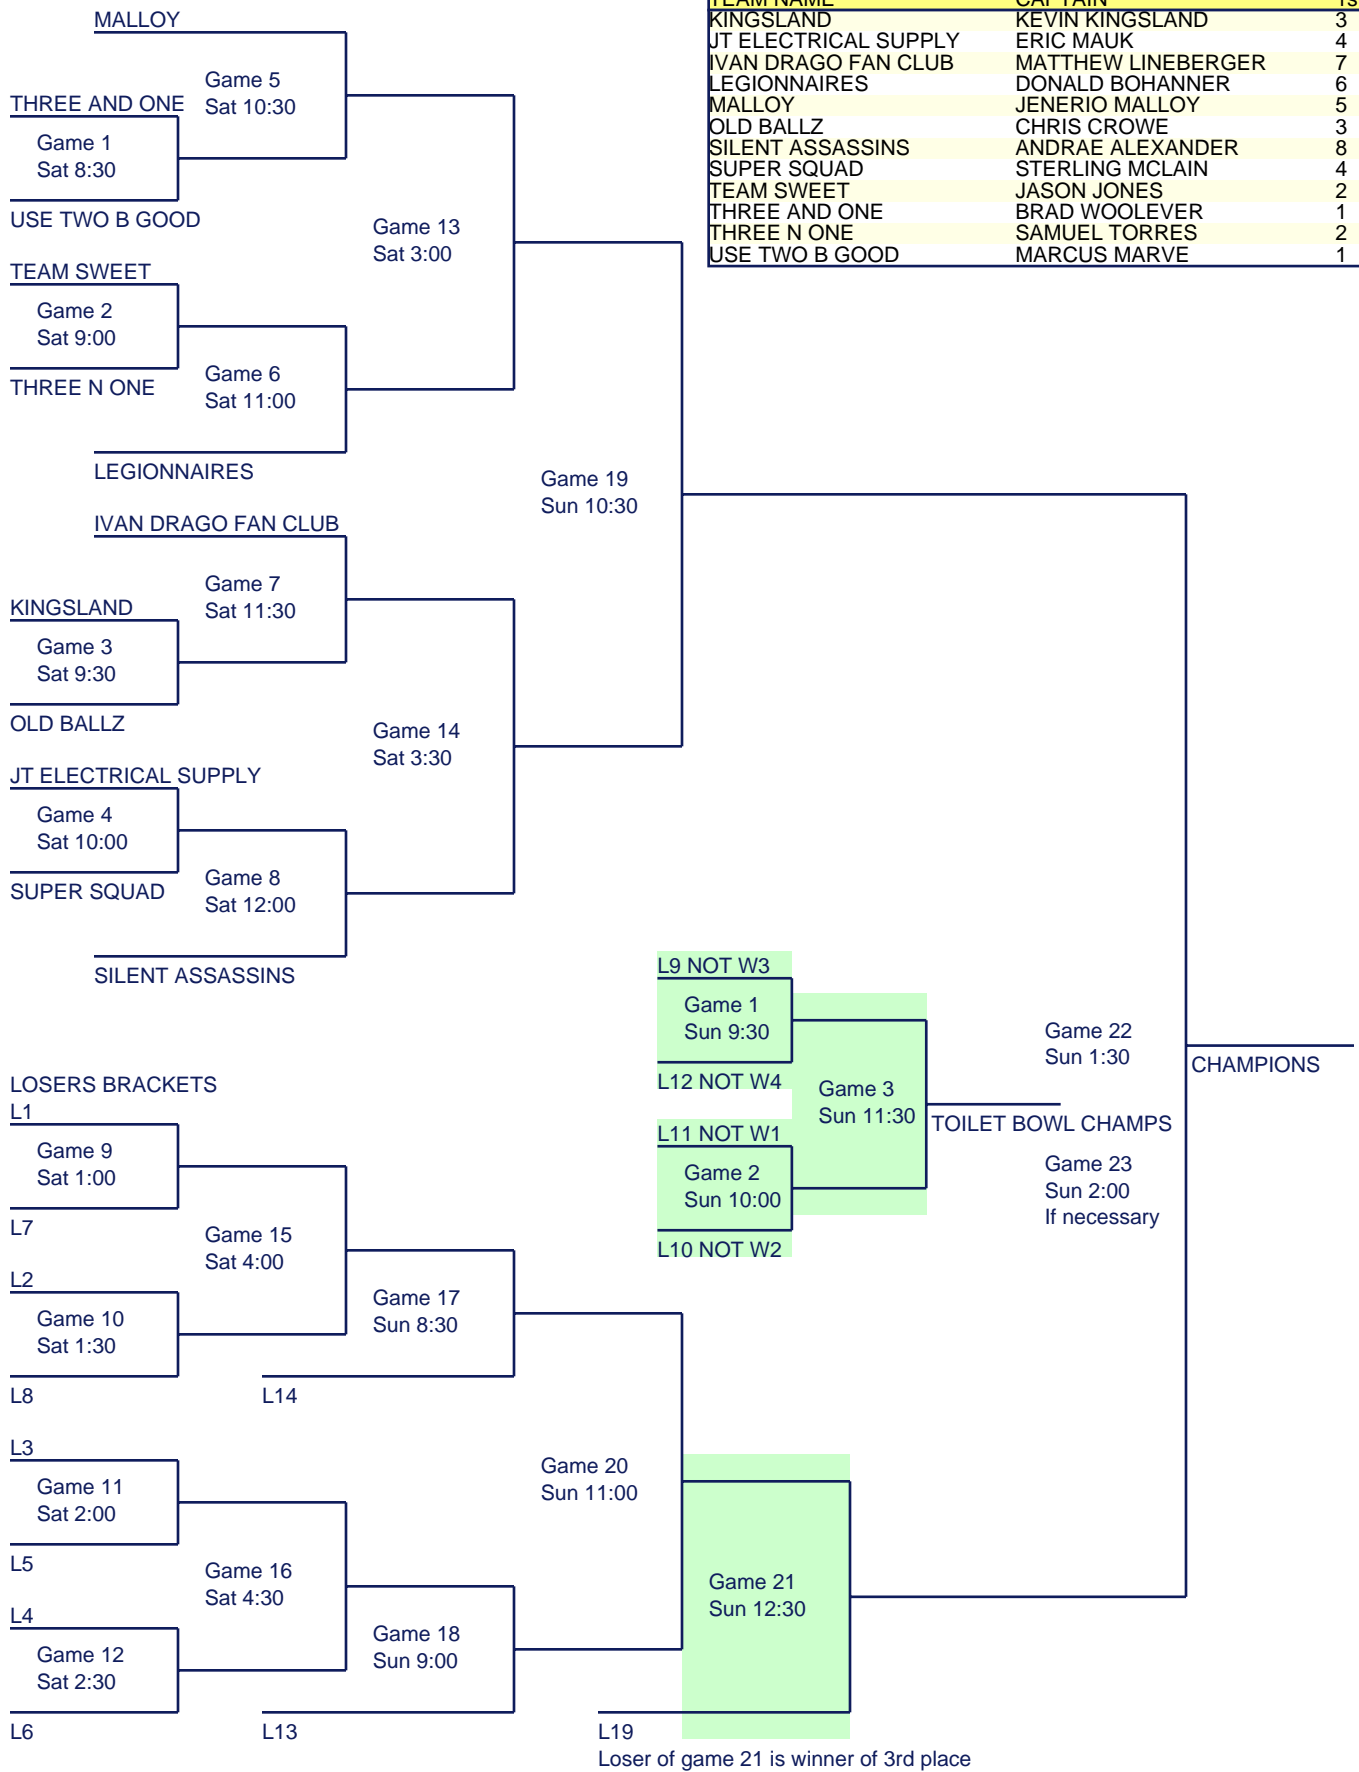 TEAM NAME CAPTAIN
KINGSLAND KEVIN KINGSLAND 3
JT ELECTRICAL SUPPLY ERIC MAUK 4
IVAN DRAGO FAN CLUB MATTHEW LINEBERGER 7
LEGIONNAIRES DONALD BOHANNER 6
MALLOY JENERIO MALLOY 5
OLD BALLZ CHRIS CROWE 3
SILENT ASSASSINS ANDRAE ALEXANDER 8
SUPER SQUAD STERLING MCLAIN 4
TEAM SWEET JASON JONES 2
THREE AND ONE BRAD WOOLEVER 1
THREE N ONE SAMUEL TORRES 2
USE TWO B GOOD MARCUS MARVE 1
MALLOY
Game 5
Sat 10:30
THREE AND ONE
Game 1
Sat 8:30
USE TWO B GOOD
Game 13
Sat 3:00
TEAM SWEET
Game 2
Sat 9:00
THREE N ONE
Game 6
Sat 11:00
LEGIONNAIRES
Game 19
Sun 10:30
IVAN DRAGO FAN CLUB
Game 7
Sat 11:30
KINGSLAND
Game 3
Sat 9:30
OLD BALLZ
Game 14
Sat 3:30
JT ELECTRICAL SUPPLY
Game 4
Sat 10:00
SUPER SQUAD
Game 8
Sat 12:00
SILENT ASSASSINS
L9 NOT W3
Game 1
Sun 9:30
L12 NOT W4
Game 3
Sun 11:30
L11 NOT W1
Game 2
Sun 10:00
L10 NOT W2
TOILET BOWL CHAMPS
Game 22
Sun 1:30
CHAMPIONS
Game 23
Sun 2:00
If necessary
LOSERS BRACKETS
L1
Game 9
Sat 1:00
L7
Game 15
Sat 4:00
L2
Game 10
Sat 1:30
L8
Game 17
Sun 8:30
L14
L3
Game 11
Sat 2:00
L5
Game 20
Sun 11:00
Game 16
Sat 4:30
L4
Game 12
Sat 2:30
L6
Game 18
Sun 9:00
L13
Game 21
Sun 12:30
L19
Loser of game 21 is winner of 3rd place